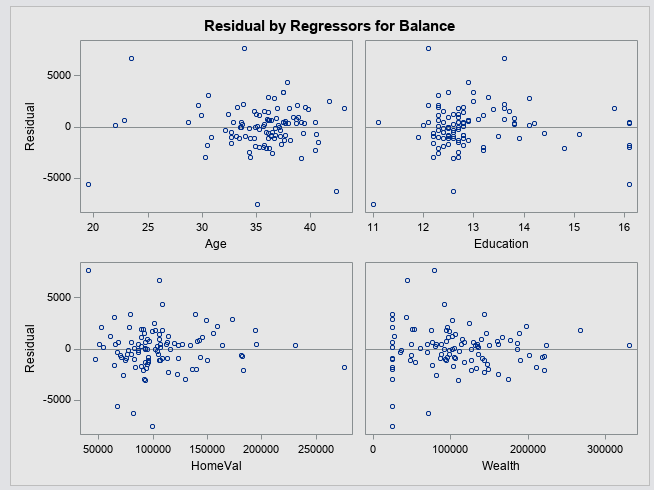 Residual by Regressors for Balance
Residual
5000
0
-5000
20 25 30 35 40
Age
11 12 13 14 15 16
Education
Residual
5000
0
-5000
50000 100000 150000 200000 250000
HomeVal
0 100000 200000 300000
Wealth